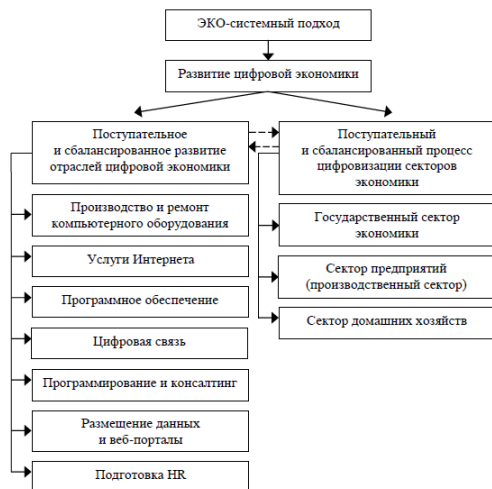 ЭКО-системный подход
Развитие цифровой экономики
Поступательное
и сбалансированное развитие
отраслей цифровой экономики
Производство и ремонт
компьютерного оборудования
Услуги Интернета
Программное обеспечение
Цифровая связь
Программирование и консалтинг
Размещение данных
и веб-порталы
Подготовка HR
Поступательный
и сбалансированный процесс
цифровизации секторов
экономики
Государственный сектор
экономики
Сектор предприятий
(производственный сектор)
Сектор домашних хозяйств